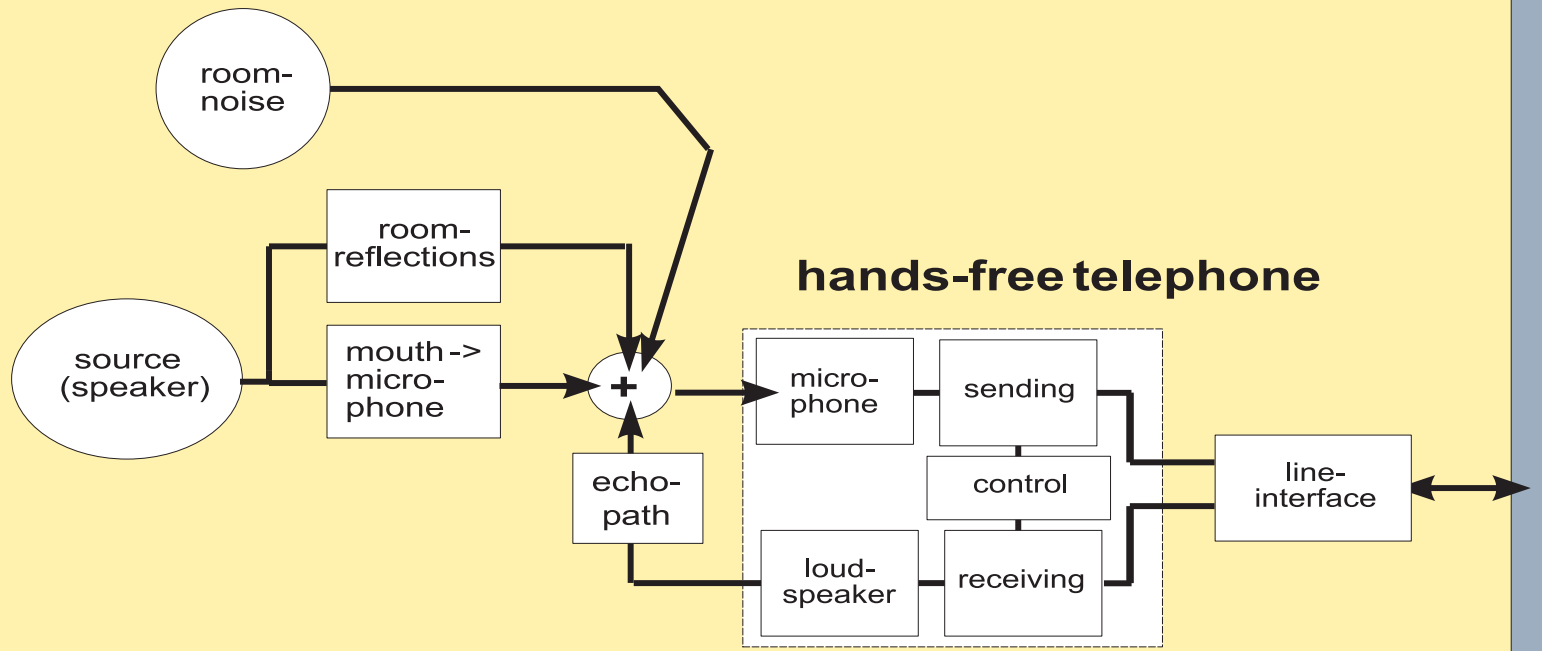 room-
noise
room-
reflections
hands-free telephone
source
(speaker)
mouth ->
micro-
phone
+
micro-
phone
sending
echo-
path
control
line-
interface
loud-
speaker
receiving